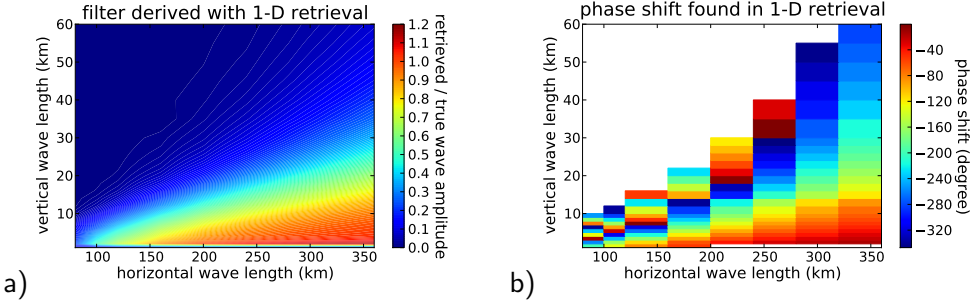 filter derived with 1-D retrieval
60
50
40
30
20
10
vertical wave length (km)
100 150 200 250 300 350
horizontal wave length (km)
1.2
1.1
1.0
0.9
0.8
0.7
0.6
0.5
0.4
0.3
0.2
0.1
0.0
retrieved / true wave amplitude
a)
phase shift found in 1-D retrieval
60
50
40
30
20
10
vertical wave length (km)
100 150 200 250 300 350
horizontal wave length (km)
−40
−80
−120
−160
−200
−240
−280
−320
phase shift (degree)
b)